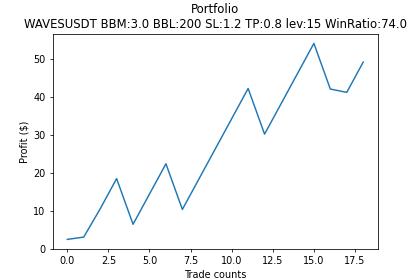 Portfolio
WAVESUSDT BBM:3.0 BBL:200 SL:1.2 TP:0.8 lev:15 WinRatio:74.0
Profit ($)
50
40
30
20
10
0
0.0 2.5 5.0 7.5 10.0 12.5 15.0 17.5
Trade counts